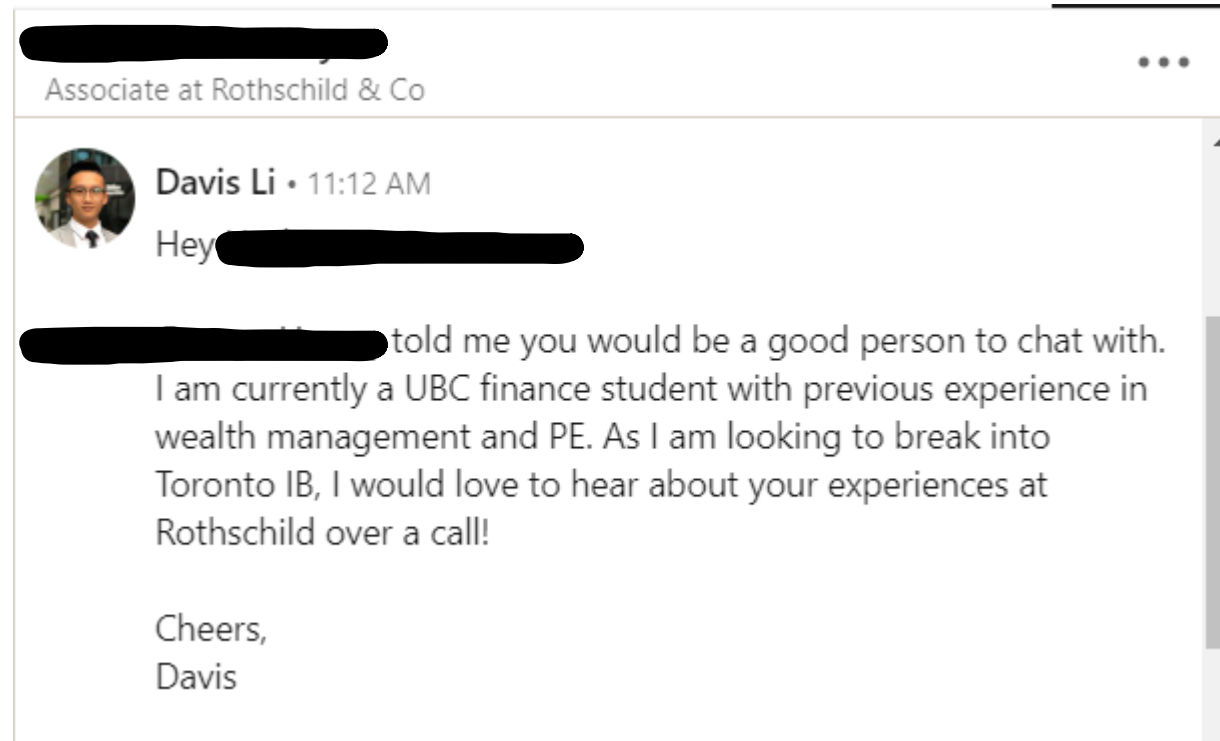 Associate at Rothschild & Co
Davis Li • 11:12 AM
Hey
told me you would be a good person to chat with.
I am currently a UBC finance student with previous experience in
wealth management and PE. As I am looking to break into
Toronto IB, I would love to hear about your experiences at
Rothschild over a call!
Cheers,
Davis